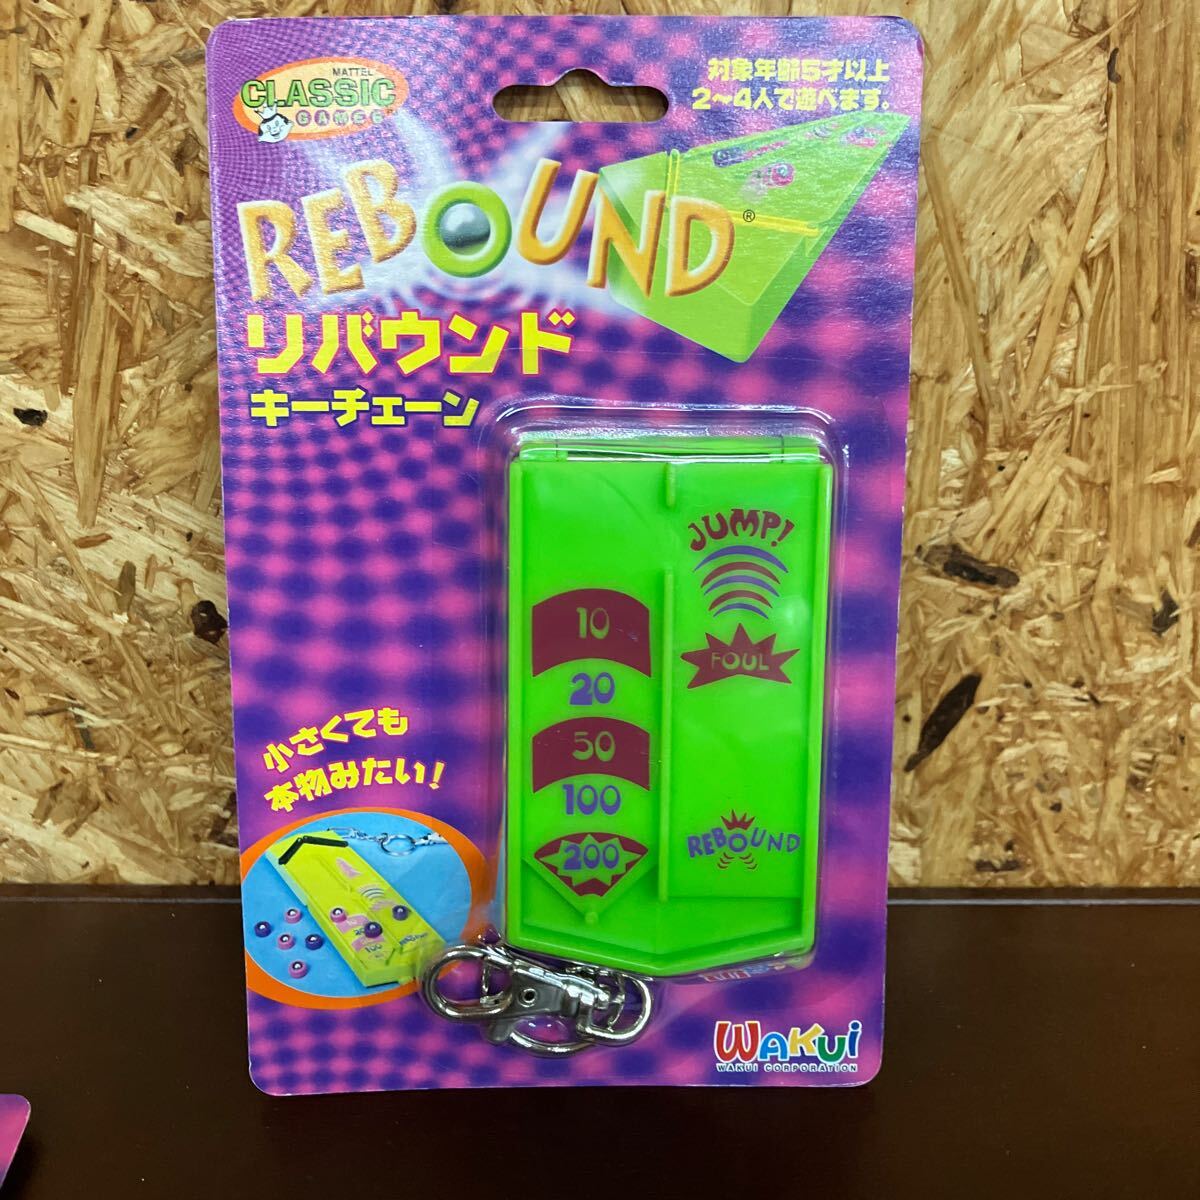 MATTEL
CLASSIC
GAMES
対象年齢5才以上
2〜4人で遊べます。
REBOUND®
リバウンド
キーチェーン
JUMP!
FOUL
10
20
50
100
200
REBOUND
小さくても
本物みたい!
WAKUi
WAKUI CORPORATION